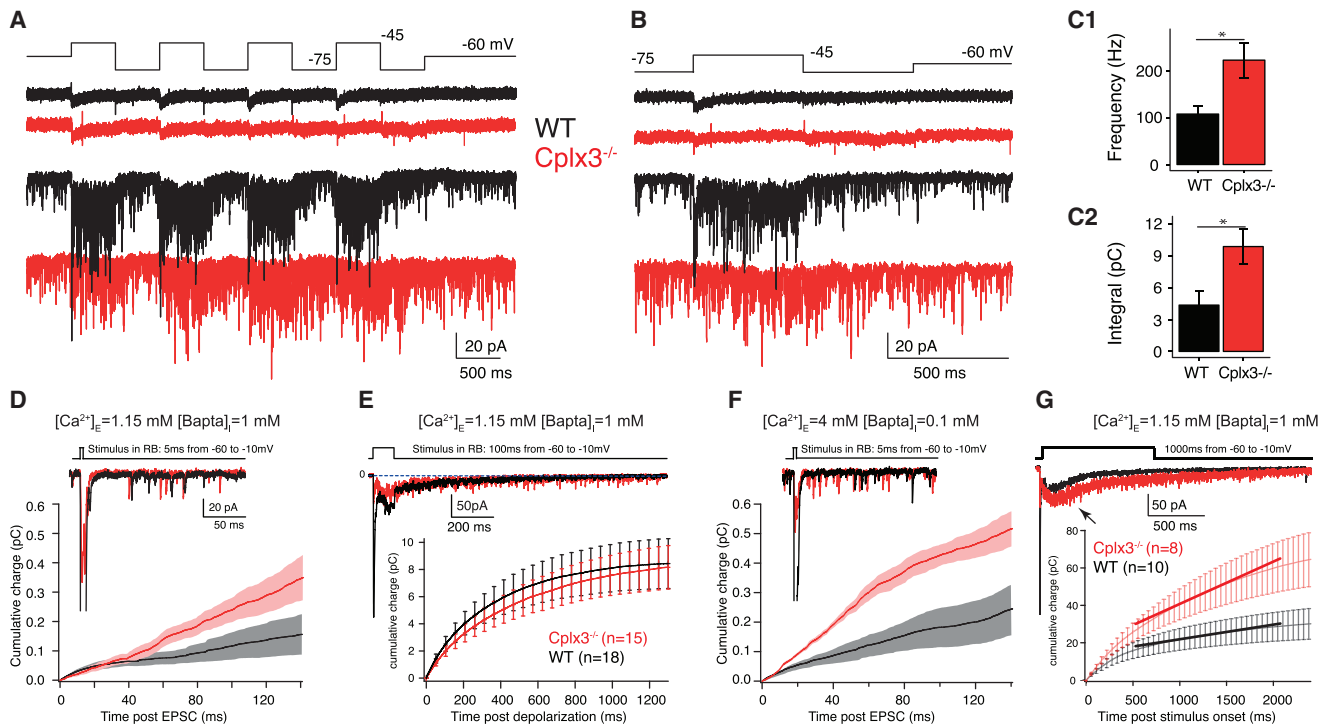 A
-75
-45
-60 mV
WT
Cplx3-/-
20 pA
500 ms
B
-75
-45
-60 mV
20 pA
500 ms
C1
Frequency (Hz)
200
100
0
*
WT Cplx3-/-
C2
Integral (pC)
12
9
6
3
0
*
WT Cplx3-/-
D
[Ca²⁺]E=1.15 mM [Bapta]I=1 mM
Stimulus in RB: 5ms from -60 to -10mV
20 pA
50 ms
Cumulative charge (pC)
0.6
0.5
0.4
0.3
0.2
0.1
0.0
0 40 80 120
Time post EPSC (ms)
E
[Ca²⁺]E=1.15 mM [Bapta]I=1 mM
Stimulus in RB: 100ms from -60 to -10mV
0
50pA
200 ms
cumulative charge (pC)
10
8
6
4
2
0
Cplx3-/- (n=15)
WT (n=18)
0 200 400 600 800 1000 1200
Time post depolarization (ms)
F
[Ca²⁺]E=4 mM [Bapta]I=0.1 mM
Stimulus in RB: 5ms from -60 to -10mV
20 pA
50 ms
Cumulative charge (pC)
0.6
0.5
0.4
0.3
0.2
0.1
0.0
0 20 40 60 80 100 120
Time post EPSC (ms)
G
[Ca²⁺]E=1.15 mM [Bapta]I=1 mM
1000ms from -60 to -10mV
50 pA
500 ms
cumulative charge (pC)
80
60
40
20
0
Cplx3-/- (n=8)
WT (n=10)
0 500 1000 1500 2000
Time post stimulus onset (ms)